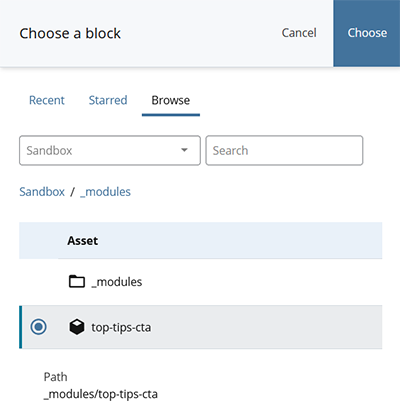 Choose a block Cancel Choose
Recent Starred Browse
Sandbox Search
Sandbox / _modules
Asset
_modules
top-tips-cta
Path
_modules/top-tips-cta